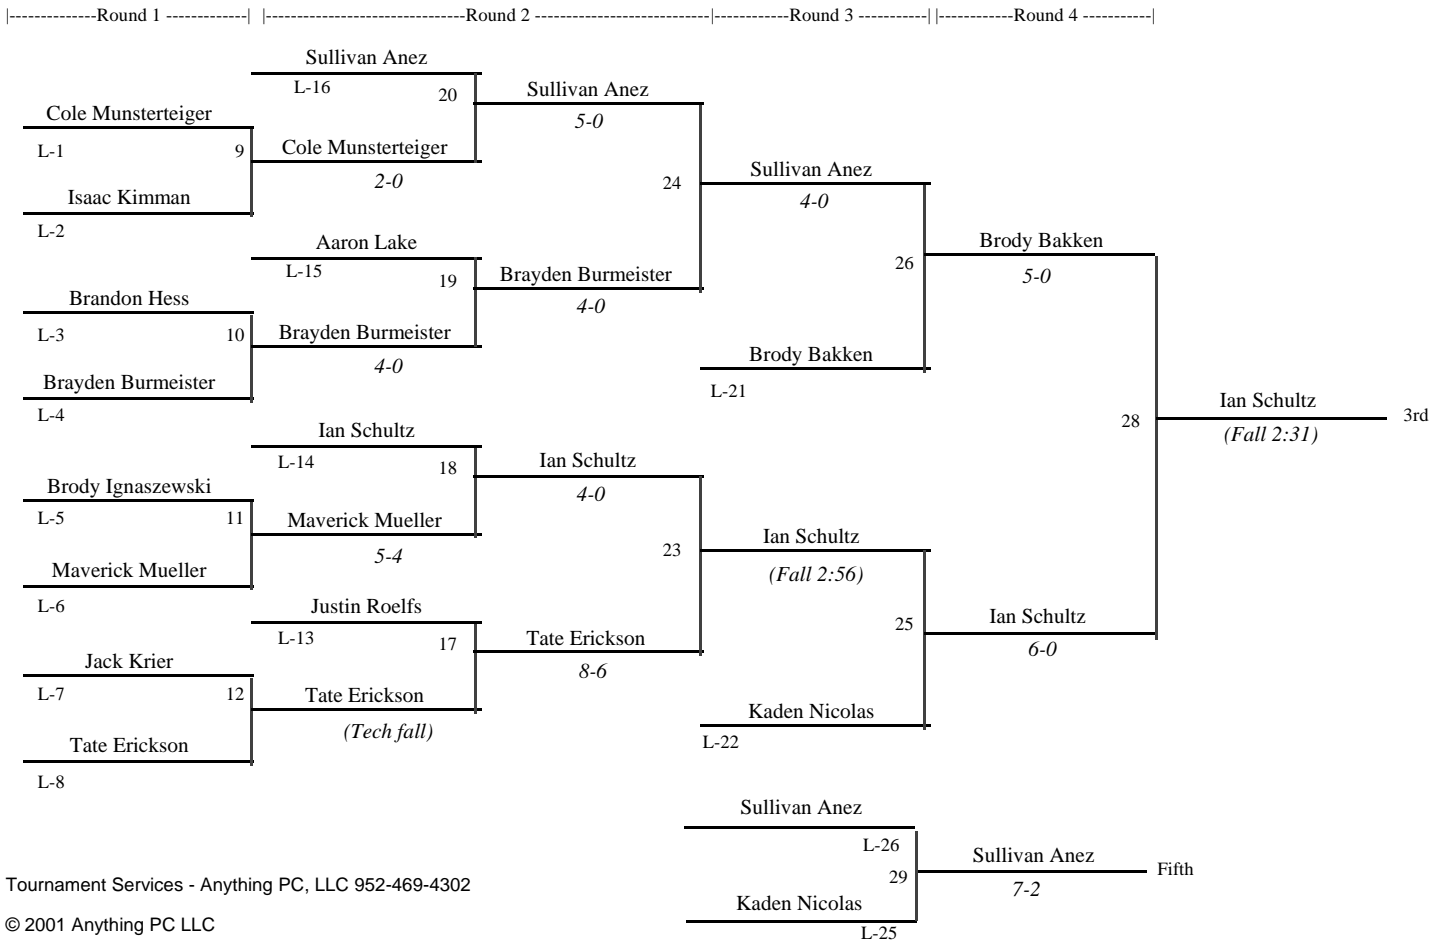 |-------------Round 1 -------------| |-------------------------------Round 2 ---------------------------|------------Round 3 -----------| |------------Round 4 -----------|
Sullivan Anez
L-16
20
Sullivan Anez
5-0
Cole Munsterteiger
L-1
9
Cole Munsterteiger
2-0
Isaac Kimman
L-2
24
Sullivan Anez
4-0
Aaron Lake
L-15
19
Brayden Burmeister
4-0
Brandon Hess
L-3
10
Brayden Burmeister
4-0
Brayden Burmeister
L-4
26
Brody Bakken
5-0
Brody Bakken
L-21
Ian Schultz
L-14
18
Ian Schultz
4-0
28
Ian Schultz
(Fall 2:31)
3rd
Brody Ignaszewski
L-5
11
Maverick Mueller
5-4
Maverick Mueller
L-6
23
Ian Schultz
(Fall 2:56)
Justin Roelfs
L-13
17
Tate Erickson
8-6
25
Ian Schultz
6-0
Jack Krier
L-7
12
Tate Erickson
(Tech fall)
Tate Erickson
L-8
Kaden Nicolas
L-22
Sullivan Anez
L-26
29
Sullivan Anez
7-2
Fifth
Kaden Nicolas
L-25
Tournament Services - Anything PC, LLC 952-469-4302
© 2001 Anything PC LLC